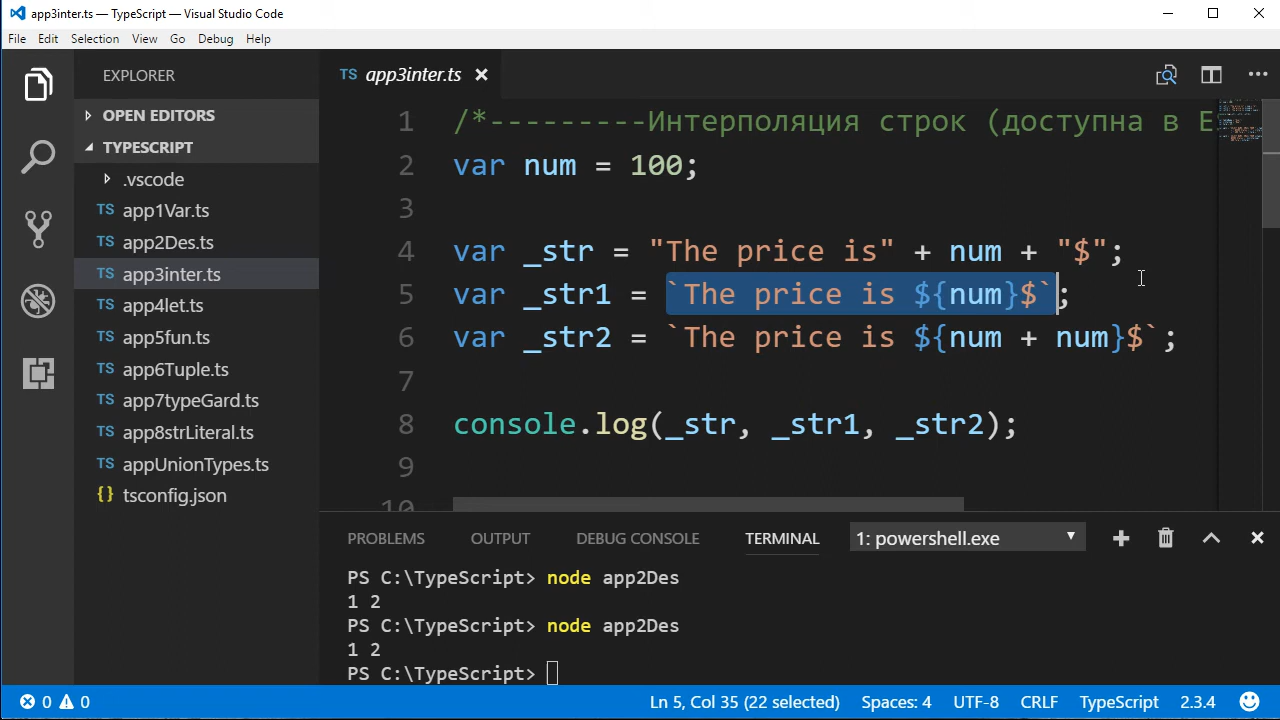 app3inter.ts — TypeScript — Visual Studio Code
File Edit Selection View Go Debug Help
EXPLORER
OPEN EDITORS
TYPESCRIPT
.vscode
TS app1Var.ts
TS app2Des.ts
TS app3inter.ts
TS app4let.ts
TS app5fun.ts
TS app6Tuple.ts
TS app7typeGard.ts
TS app8strLiteral.ts
TS appUnionTypes.ts
{} tsconfig.json
TS app3inter.ts
1 /*---------Интерполяция строк (доступна в E
2 var num = 100;
3
4 var _str = "The price is" + num + "$";
5 var _str1 = `The price is ${num}$`;
6 var _str2 = `The price is ${num + num}$`;
7
8 console.log(_str, _str1, _str2);
9
10
PROBLEMS OUTPUT DEBUG CONSOLE TERMINAL 1: powershell.exe
PS C:\TypeScript> node app2Des
1 2
PS C:\TypeScript> node app2Des
1 2
PS C:\TypeScript>
0 0 Ln 5, Col 35 (22 selected) Spaces: 4 UTF-8 CRLF TypeScript 2.3.4